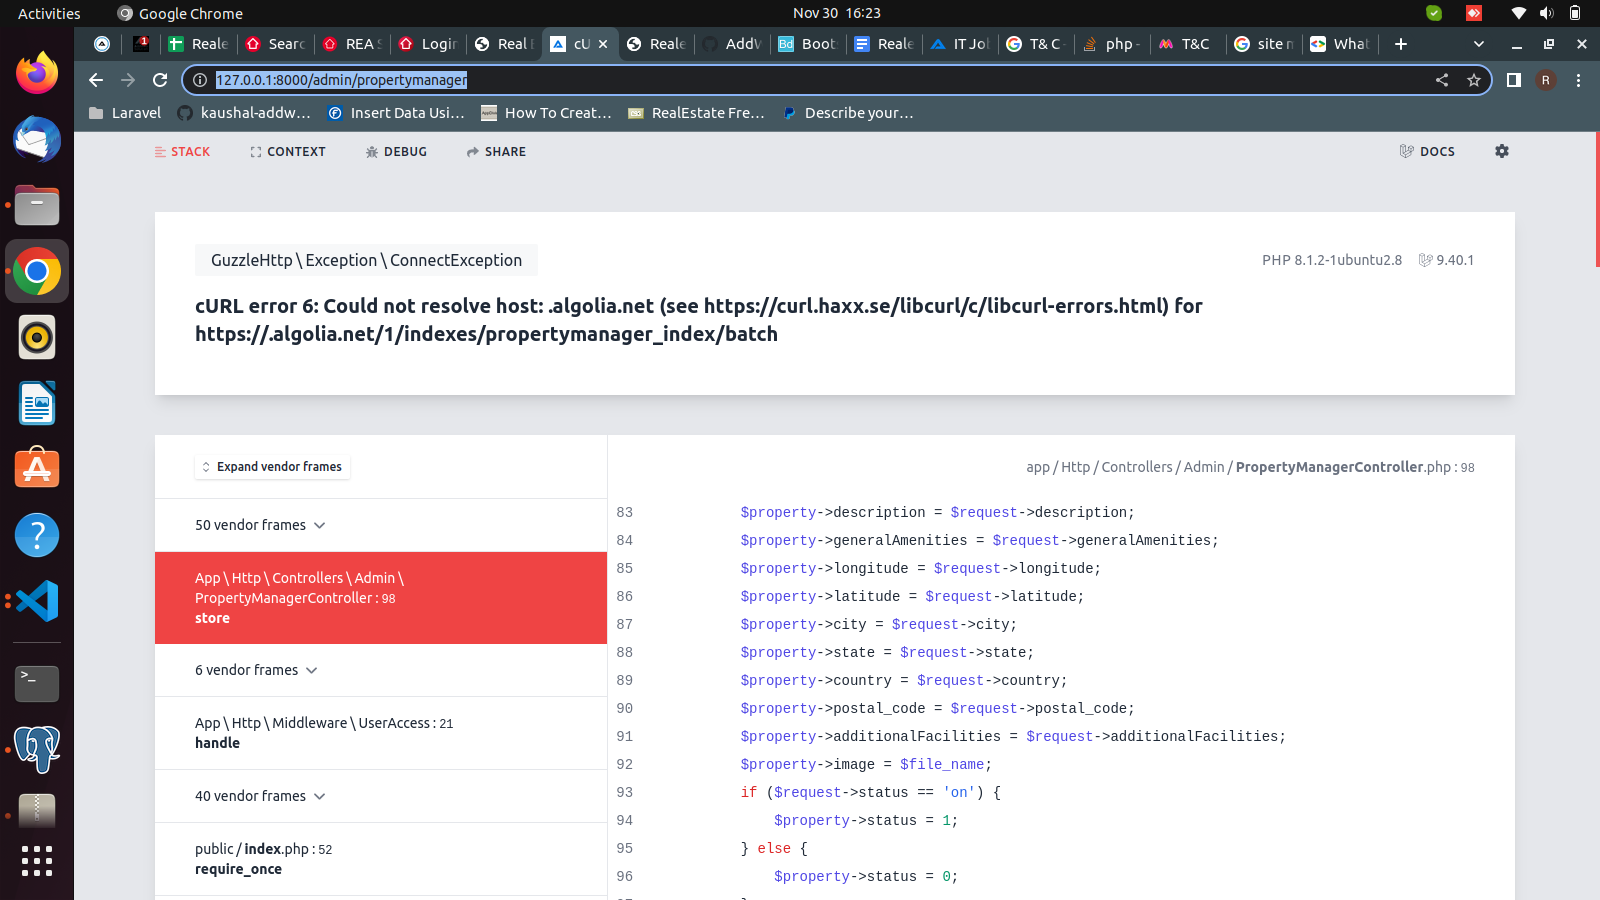 Activities
Google Chrome
Nov 30 16:23
1
Reale
Searc
REA S
Login
Real E
cU
Reale
AddW
Bd
Boot
Reale
IT Jol
T& C
php -
T&C
site m
What
127.0.0.1:8000/admin/propertymanager
R
Laravel
kaushal-addw...
Insert Data Usi...
How To Creat...
RealEstate Fre...
Describe your...
STACK
CONTEXT
DEBUG
SHARE
DOCS
GuzzleHttp \ Exception \ ConnectException
PHP 8.1.2-1ubuntu2.8
9.40.1
cURL error 6: Could not resolve host: .algolia.net (see https://curl.haxx.se/libcurl/c/libcurl-errors.html) for
https://.algolia.net/1/indexes/propertymanager_index/batch
Expand vendor frames
50 vendor frames
App \ Http \ Controllers \ Admin \
PropertyManagerController : 98
store
6 vendor frames
App \ Http \ Middleware \ UserAccess : 21
handle
40 vendor frames
public / index.php : 52
require_once
app / Http / Controllers / Admin / PropertyManagerController.php : 98
83 $property->description = $request->description;
84 $property->generalAmenities = $request->generalAmenities;
85 $property->longitude = $request->longitude;
86 $property->latitude = $request->latitude;
87 $property->city = $request->city;
88 $property->state = $request->state;
89 $property->country = $request->country;
90 $property->postal_code = $request->postal_code;
91 $property->additionalFacilities = $request->additionalFacilities;
92 $property->image = $file_name;
93 if ($request->status == 'on') {
94 $property->status = 1;
95 } else {
96 $property->status = 0;